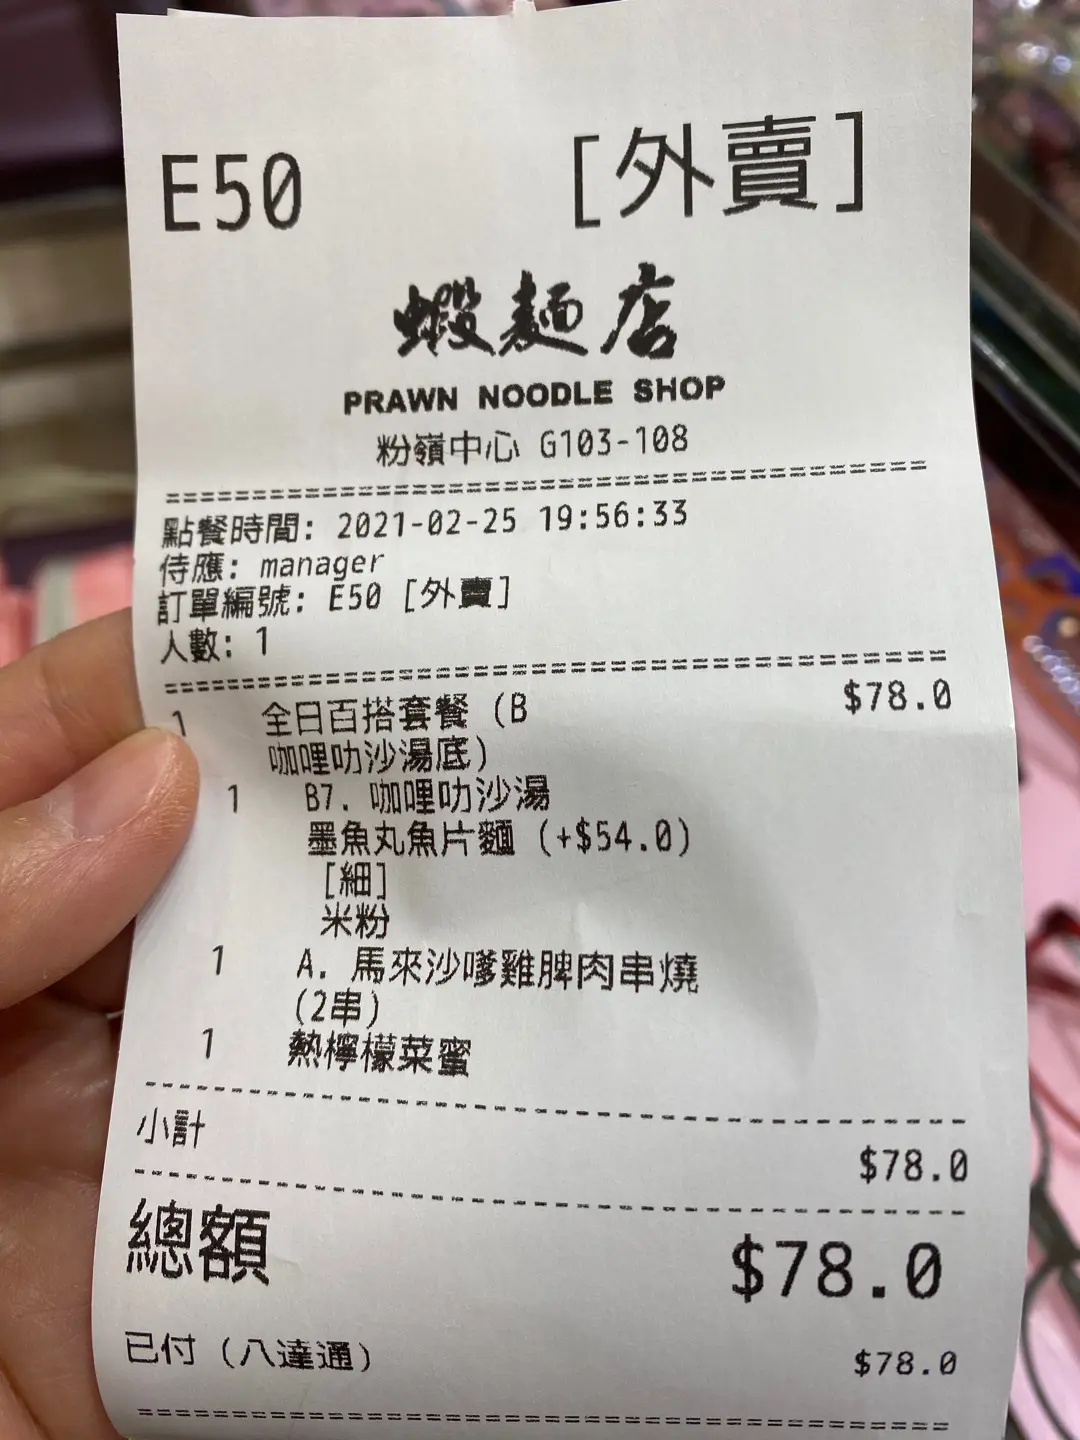 E50 [外賣]
蝦麵店
PRAWN NOODLE SHOP
粉嶺中心 G103-108
================================================
點餐時間: 2021-02-25 19:56:33
侍應: manager
訂單編號: E50 [外賣]
人數: 1
================================================
1 全日百搭套餐 (B $78.0
咖哩叻沙湯底)
1 B7. 咖哩叻沙湯
墨魚丸魚片麵 (+$54.0)
[細]
米粉
1 A. 馬來沙嗲雞脾肉串燒
(2串)
1 熱檸檬菜蜜
------------------------------------------------
小計 $78.0
------------------------------------------------
總額 $78.0
已付 (八達通) $78.0
================================================